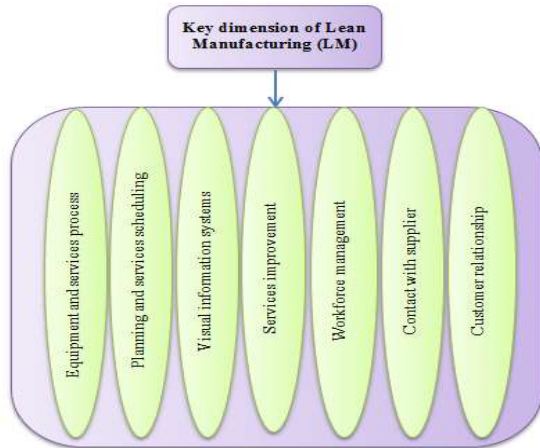 Key dimension of Lean
Manufacturing (LM)
Equipment and services process
Planning and services scheduling
Visual information systems
Services improvement
Workforce management
Contact with supplier
Customer relationship